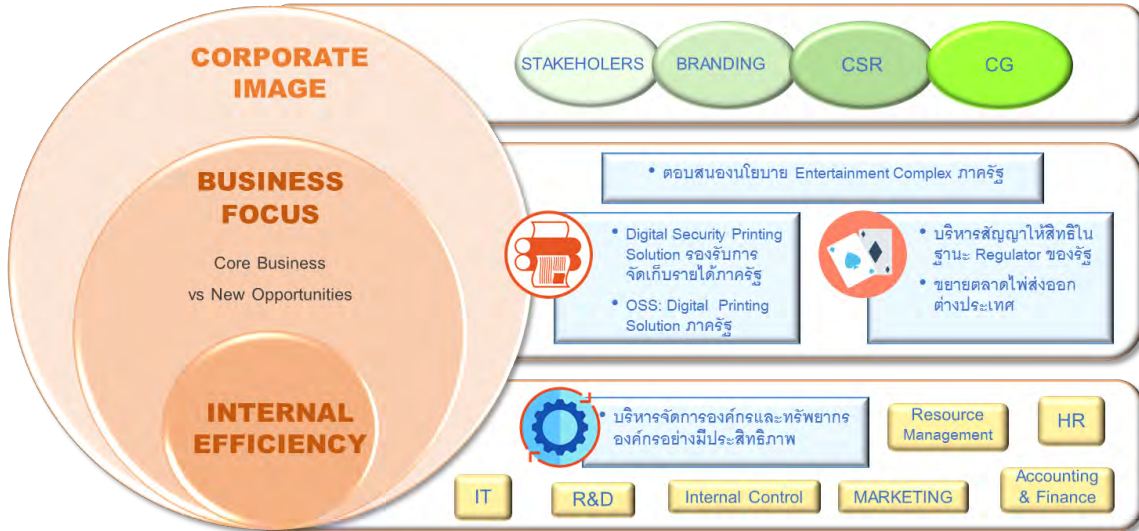 CORPORATE
IMAGE
STAKEHOLERS
BRANDING
CSR
CG
BUSINESS
FOCUS
Core Business
vs New Opportunities
• ตอบสนองนโยบาย Entertainment Complex ภาครัฐ
• Digital Security Printing
Solution รองรับการ
จัดเก็บรายได้ภาครัฐ
• OSS: Digital Printing
Solution ภาครัฐ
• บริหารสัญญาให้สิทธิใน
ฐานะ Regulator ของรัฐ
• ขยายตลาดไพ่ส่งออก
ต่างประเทศ
INTERNAL
EFFICIENCY
• บริหารจัดการองค์กรและทรัพยากร
องค์กรอย่างมีประสิทธิภาพ
Resource
Management
HR
IT
R&D
Internal Control
MARKETING
Accounting
& Finance